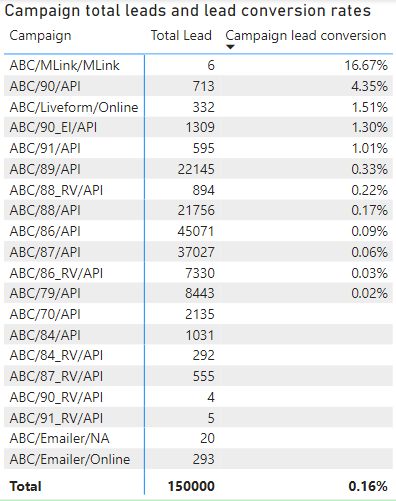 Campaign total leads and lead conversion rates
Campaign Total Lead Campaign lead conversion
ABC/MLink/MLink 6 16.67%
ABC/90/API 713 4.35%
ABC/Liveform/Online 332 1.51%
ABC/90_EI/API 1309 1.30%
ABC/91/API 595 1.01%
ABC/89/API 22145 0.33%
ABC/88_RV/API 894 0.22%
ABC/88/API 21756 0.17%
ABC/86/API 45071 0.09%
ABC/87/API 37027 0.06%
ABC/86_RV/API 7330 0.03%
ABC/79/API 8443 0.02%
ABC/70/API 2135
ABC/84/API 1031
ABC/84_RV/API 292
ABC/87_RV/API 555
ABC/90_RV/API 4
ABC/91_RV/API 5
ABC/Emailer/NA 20
ABC/Emailer/Online 293
Total 150000 0.16%